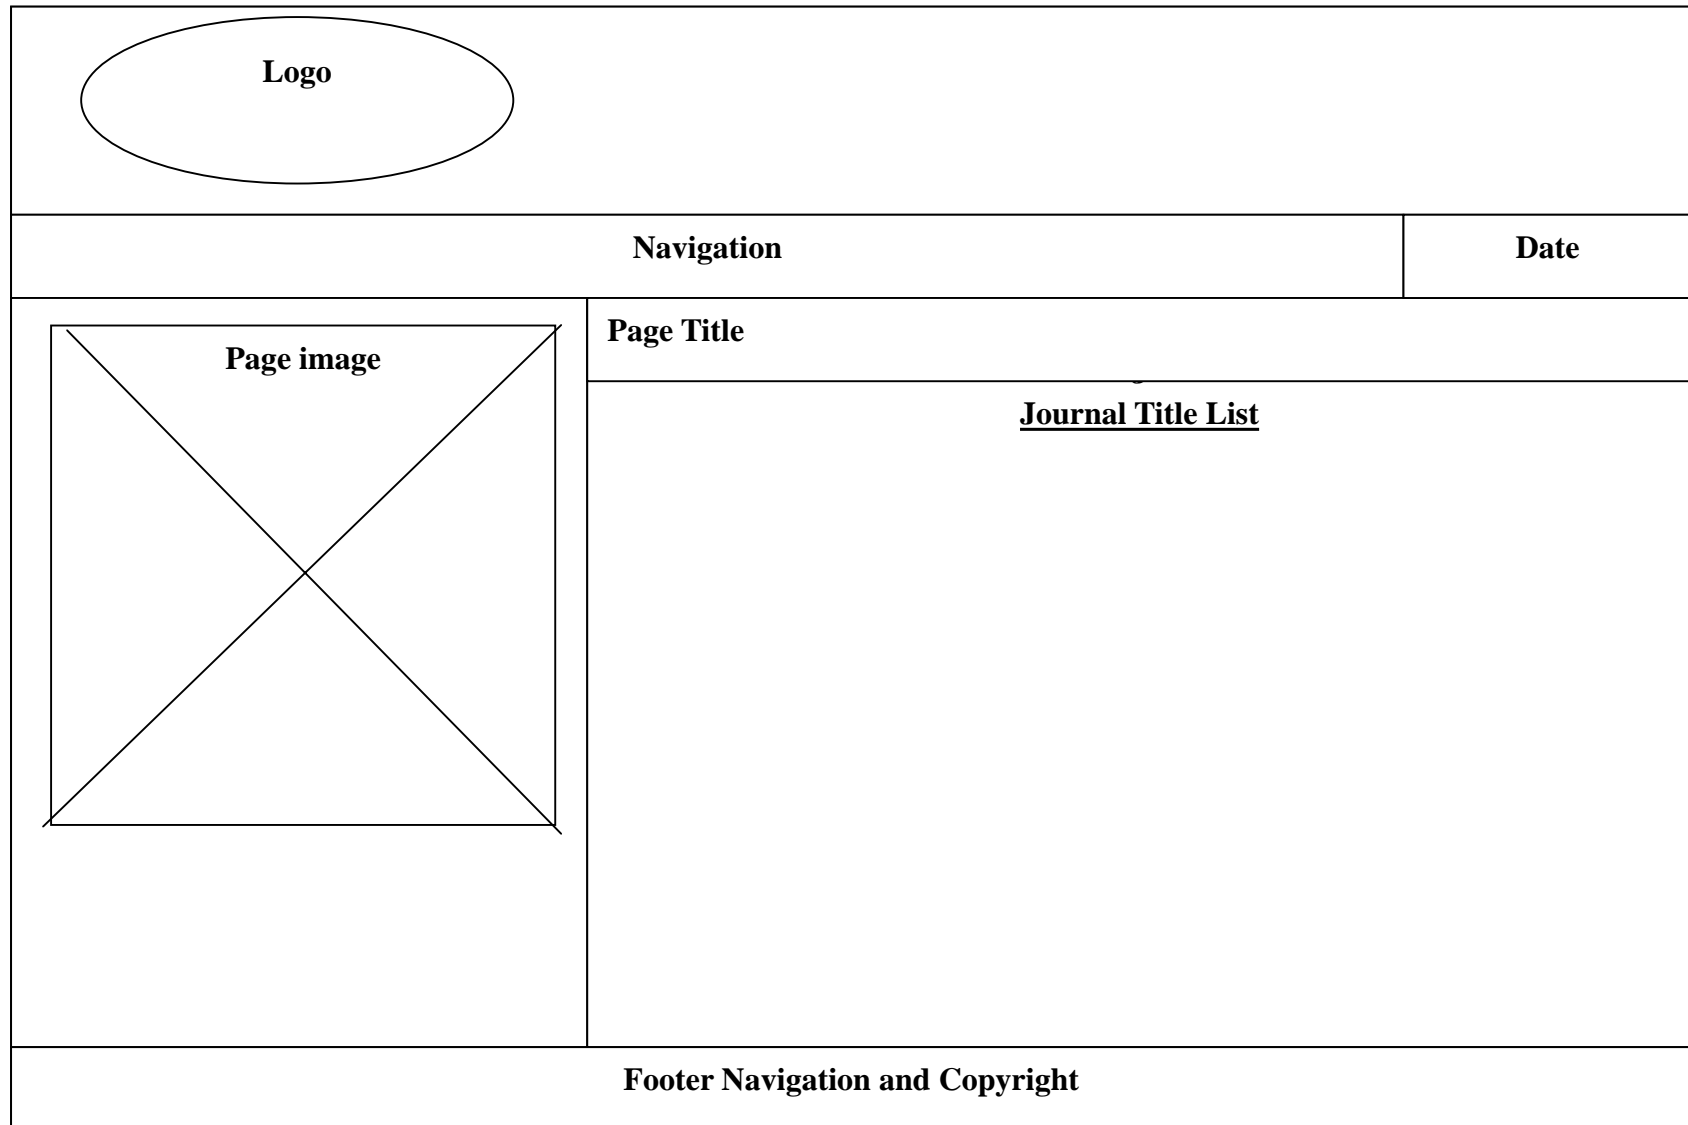 Logo
Navigation
Date
Page image
Page Title
Journal Title List
Footer Navigation and Copyright